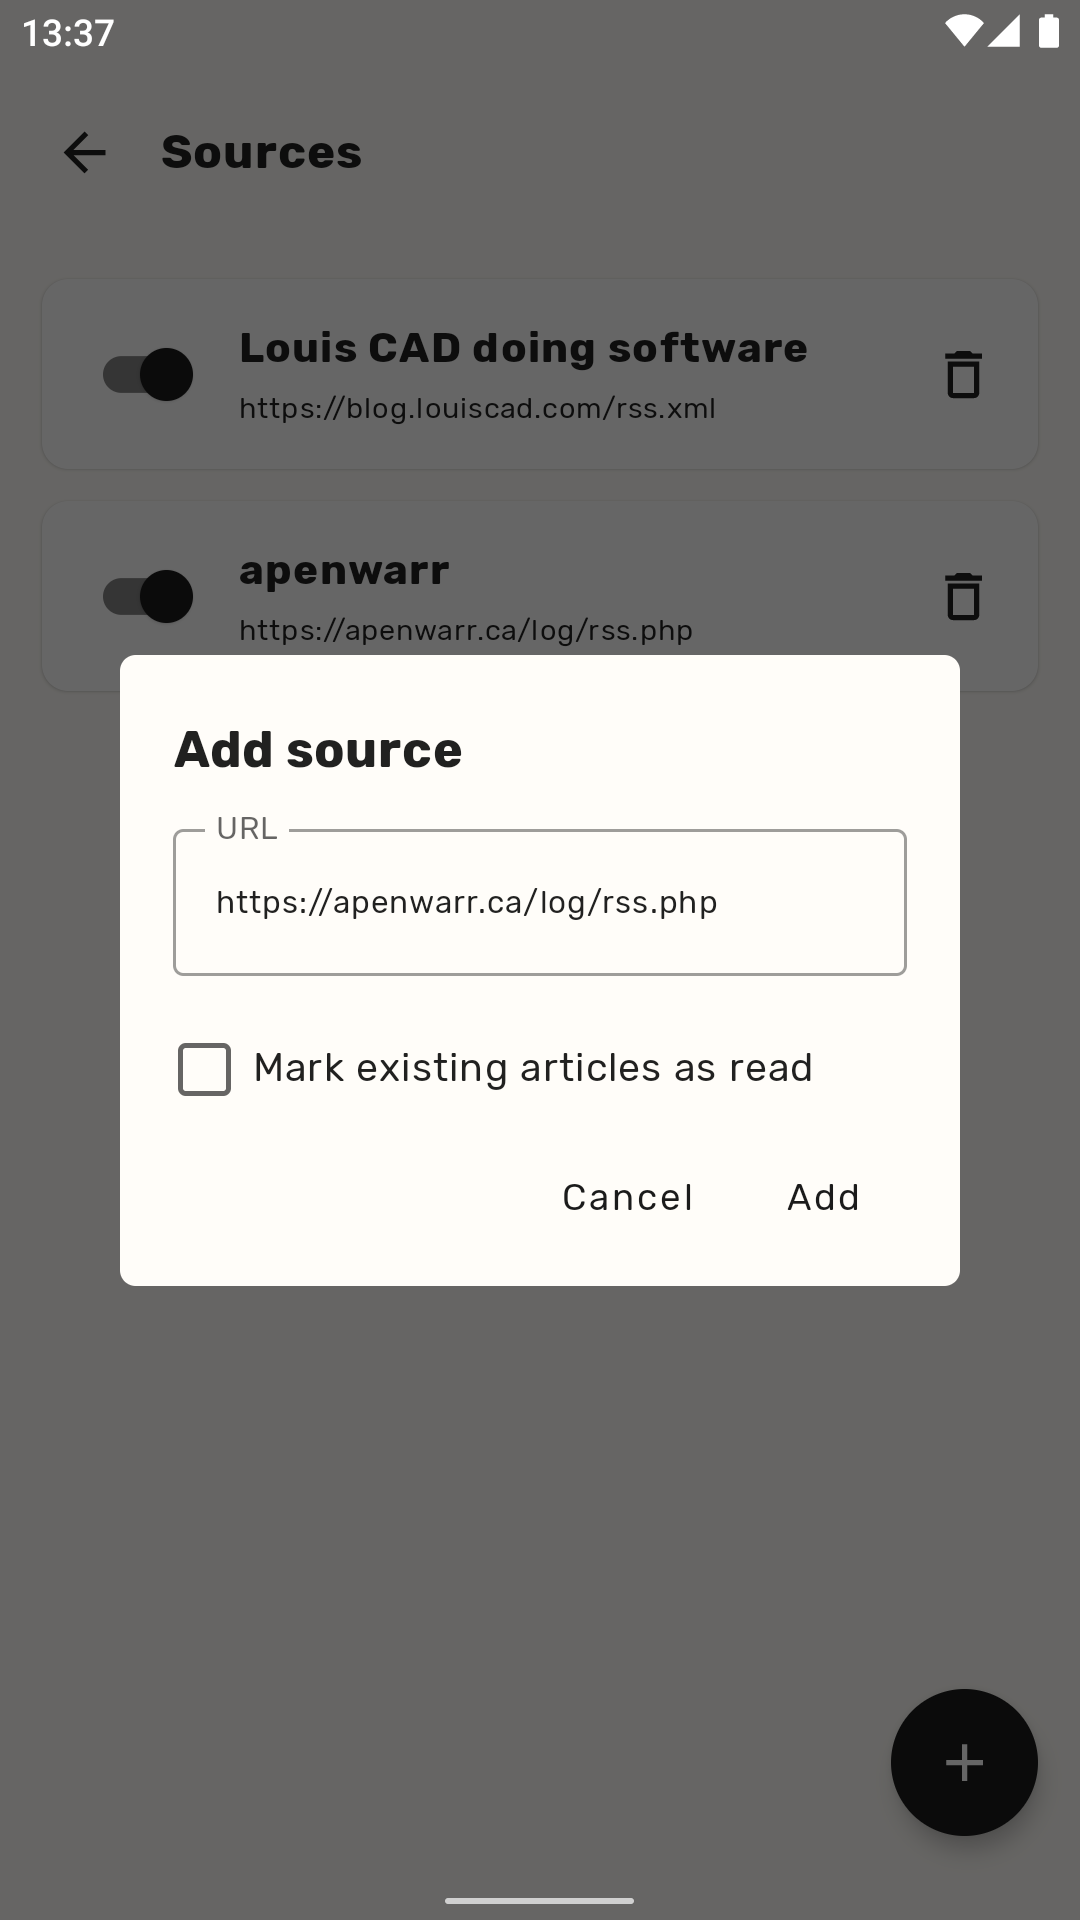 13:37
Sources
Louis CAD doing software
https://blog.louiscad.com/rss.xml
apenwarr
https://apenwarr.ca/log/rss.php
Add source
URL
https://apenwarr.ca/log/rss.php
Mark existing articles as read
Cancel Add